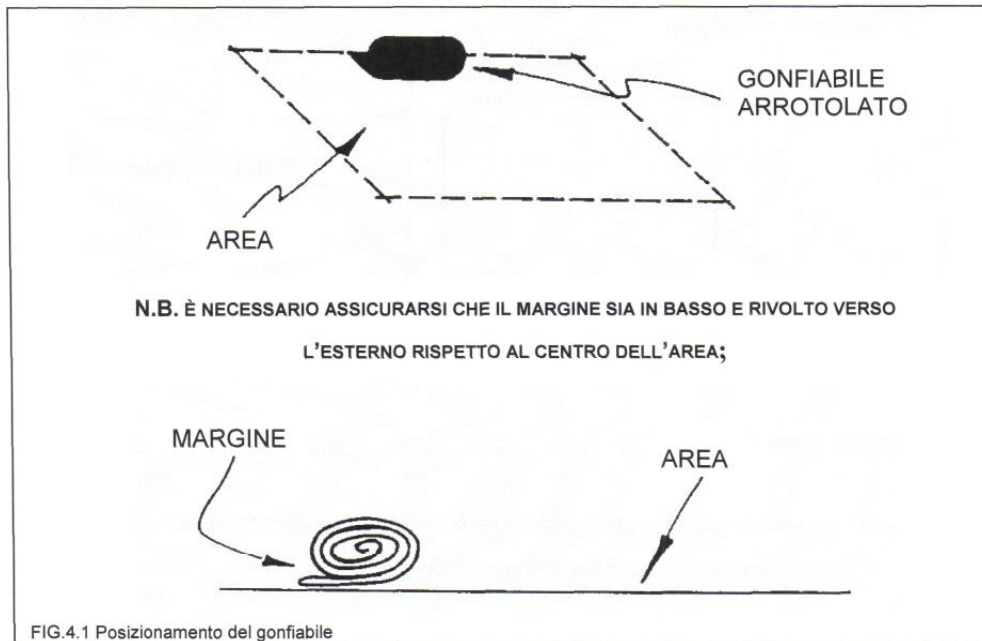 GONFIABILE
ARROTOLATO
AREA
N.B. È NECESSARIO ASSICURARSI CHE IL MARGINE SIA IN BASSO E RIVOLTO VERSO
L'ESTERNO RISPETTO AL CENTRO DELL'AREA;
MARGINE
AREA
FIG.4.1 Posizionamento del gonfiabile